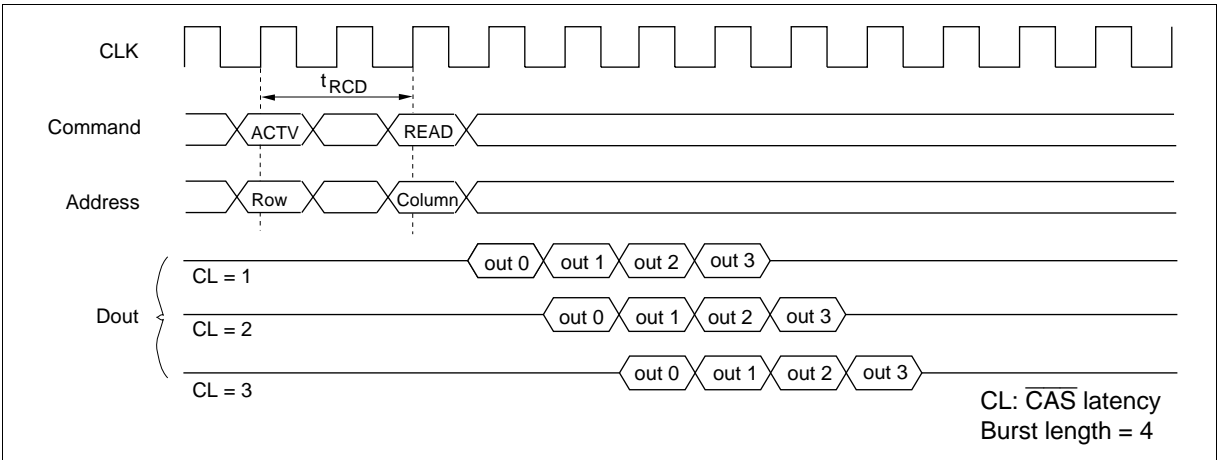 CLK
tRCD
Command ACTV READ
Address Row Column
out 0 out 1 out 2 out 3
CL = 1
Dout
out 0 out 1 out 2 out 3
CL = 2
out 0 out 1 out 2 out 3
CL = 3
CL: C̅A̅S̅ latency
Burst length = 4